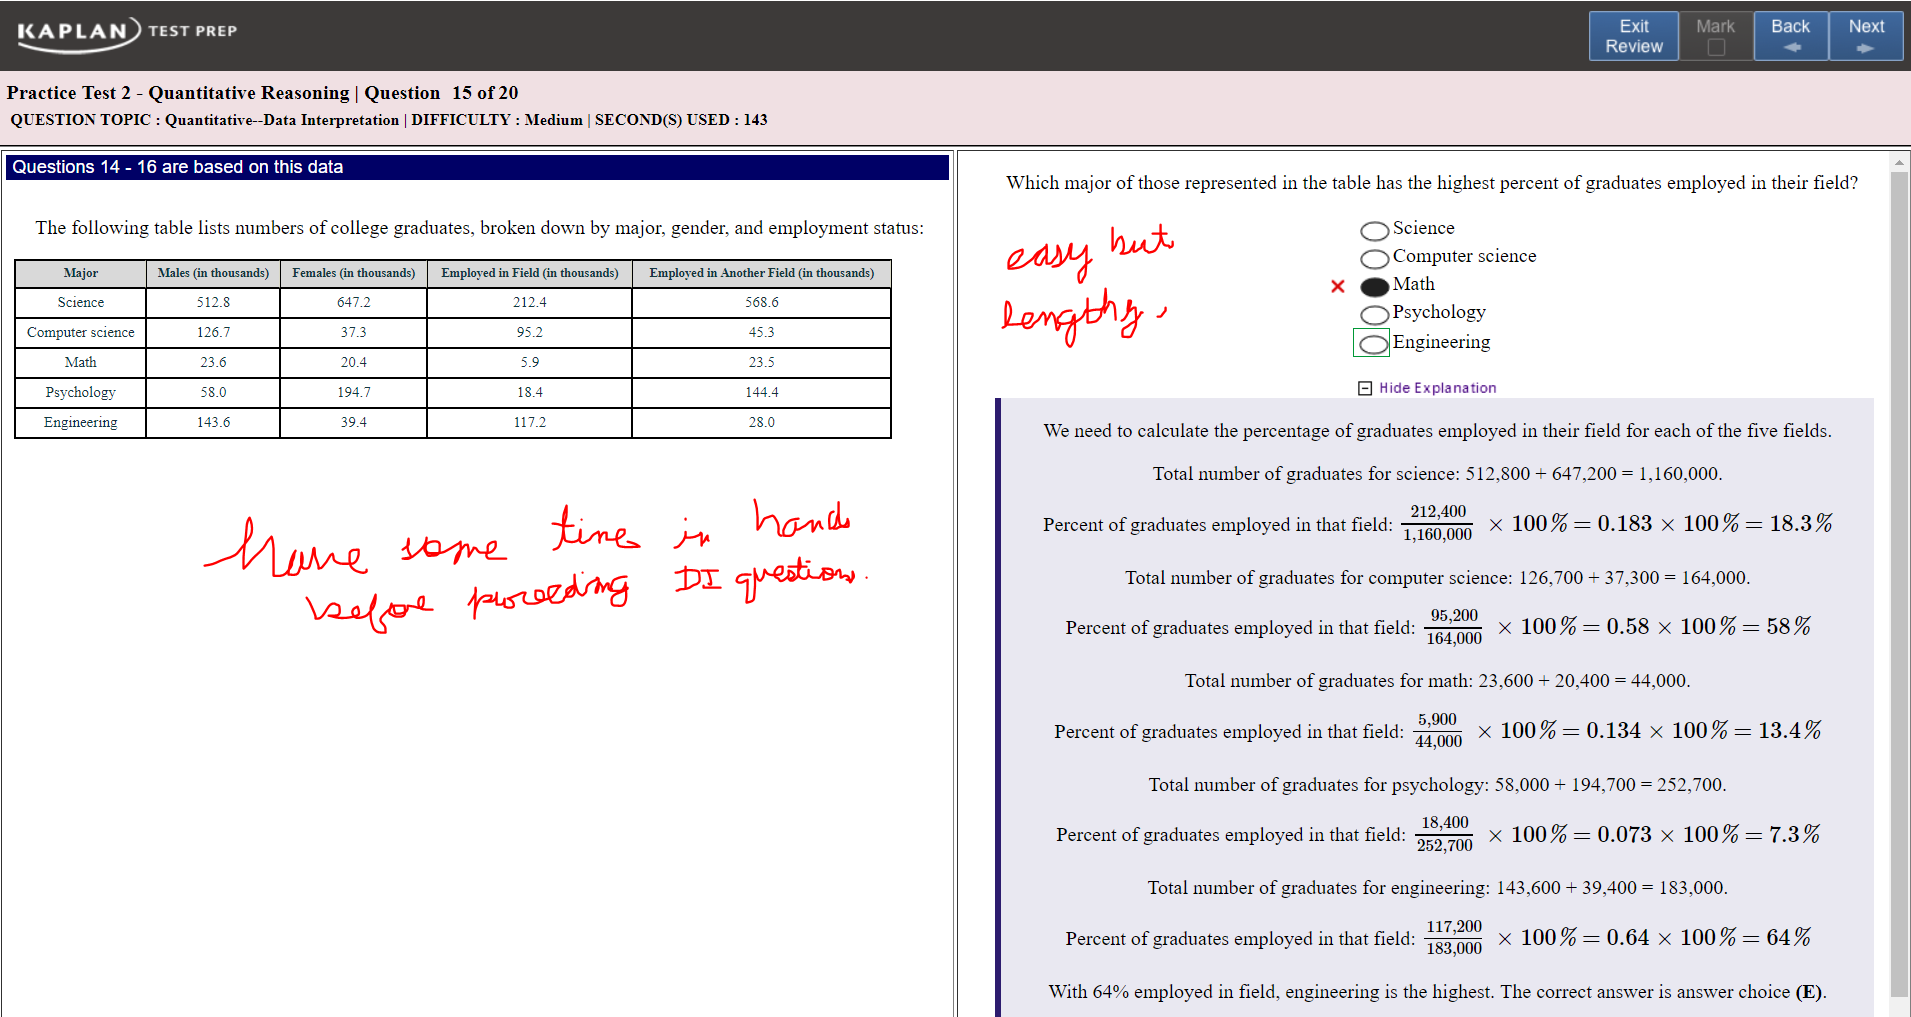 KAPLAN TEST PREP
Exit Review
Mark
Back
Next
Practice Test 2 - Quantitative Reasoning | Question 15 of 20
QUESTION TOPIC : Quantitative--Data Interpretation | DIFFICULTY : Medium | SECOND(S) USED : 143
Questions 14 - 16 are based on this data
The following table lists numbers of college graduates, broken down by major, gender, and employment status:
Major Males (in thousands) Females (in thousands) Employed in Field (in thousands) Employed in Another Field (in thousands)
Science 512.8 647.2 212.4 568.6
Computer science 126.7 37.3 95.2 45.3
Math 23.6 20.4 5.9 23.5
Psychology 58.0 194.7 18.4 144.4
Engineering 143.6 39.4 117.2 28.0
Have some time in hands
before proceeding DI questions.
Which major of those represented in the table has the highest percent of graduates employed in their field?
easy but
lengthy,
Science
Computer science
Math
Psychology
Engineering
Hide Explanation
We need to calculate the percentage of graduates employed in their field for each of the five fields.
Total number of graduates for science: 512,800 + 647,200 = 1,160,000.
Percent of graduates employed in that field: 212,400/1,160,000 × 100% = 0.183 × 100% = 18.3%
Total number of graduates for computer science: 126,700 + 37,300 = 164,000.
Percent of graduates employed in that field: 95,200/164,000 × 100% = 0.58 × 100% = 58%
Total number of graduates for math: 23,600 + 20,400 = 44,000.
Percent of graduates employed in that field: 5,900/44,000 × 100% = 0.134 × 100% = 13.4%
Total number of graduates for psychology: 58,000 + 194,700 = 252,700.
Percent of graduates employed in that field: 18,400/252,700 × 100% = 0.073 × 100% = 7.3%
Total number of graduates for engineering: 143,600 + 39,400 = 183,000.
Percent of graduates employed in that field: 117,200/183,000 × 100% = 0.64 × 100% = 64%
With 64% employed in field, engineering is the highest. The correct answer is answer choice (E).